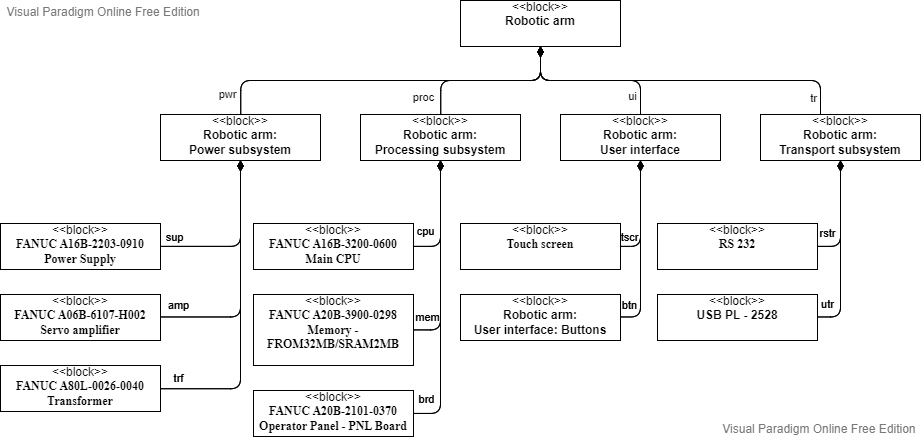 Visual Paradigm Online Free Edition
<<block>>
Robotic arm
pwr
proc
ui
tr
<<block>>
Robotic arm:
Power subsystem
<<block>>
Robotic arm:
Processing subsystem
<<block>>
Robotic arm:
User interface
<<block>>
Robotic arm:
Transport subsystem
<<block>>
FANUC A16B-2203-0910
Power Supply
sup
<<block>>
FANUC A16B-3200-0600
Main CPU
cpu
<<block>>
Touch screen
tscr
<<block>>
RS 232
rstr
<<block>>
FANUC A06B-6107-H002
Servo amplifier
amp
<<block>>
FANUC A20B-3900-0298
Memory -
FROM32MB/SRAM2MB
mem
<<block>>
Robotic arm:
User interface: Buttons
btn
<<block>>
USB PL - 2528
utr
<<block>>
FANUC A80L-0026-0040
Transformer
trf
<<block>>
FANUC A20B-2101-0370
Operator Panel - PNL Board
brd
Visual Paradigm Online Free Edition